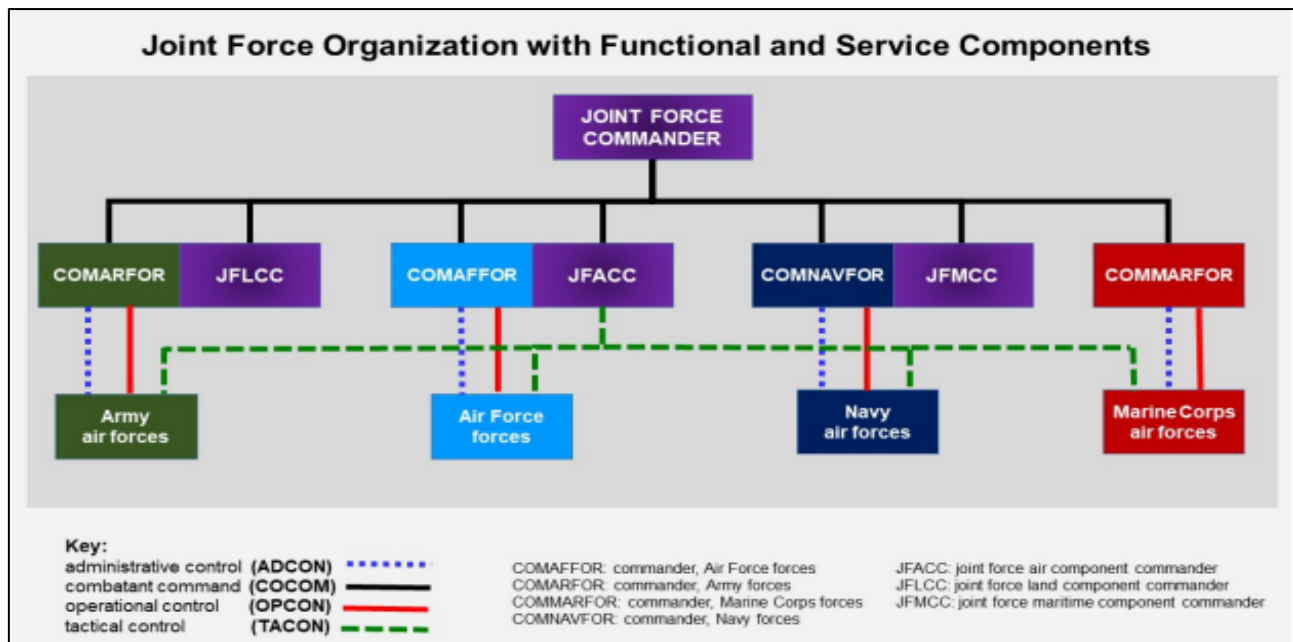 Joint Force Organization with Functional and Service Components
JOINT FORCE
COMMANDER
COMARFOR
JFLCC
COMAFFOR
JFACC
COMNAVFOR
JFMCC
COMMARFOR
Army
air forces
Air Force
forces
Navy
air forces
Marine Corps
air forces
Key:
administrative control (ADCON)
combatant command (COCOM)
operational control (OPCON)
tactical control (TACON)
COMAFFOR: commander, Air Force forces
COMARFOR: commander, Army forces
COMMARFOR: commander, Marine Corps forces
COMNAVFOR: commander, Navy forces
JFACC: joint force air component commander
JFLCC: joint force land component commander
JFMCC: joint force maritime component commander